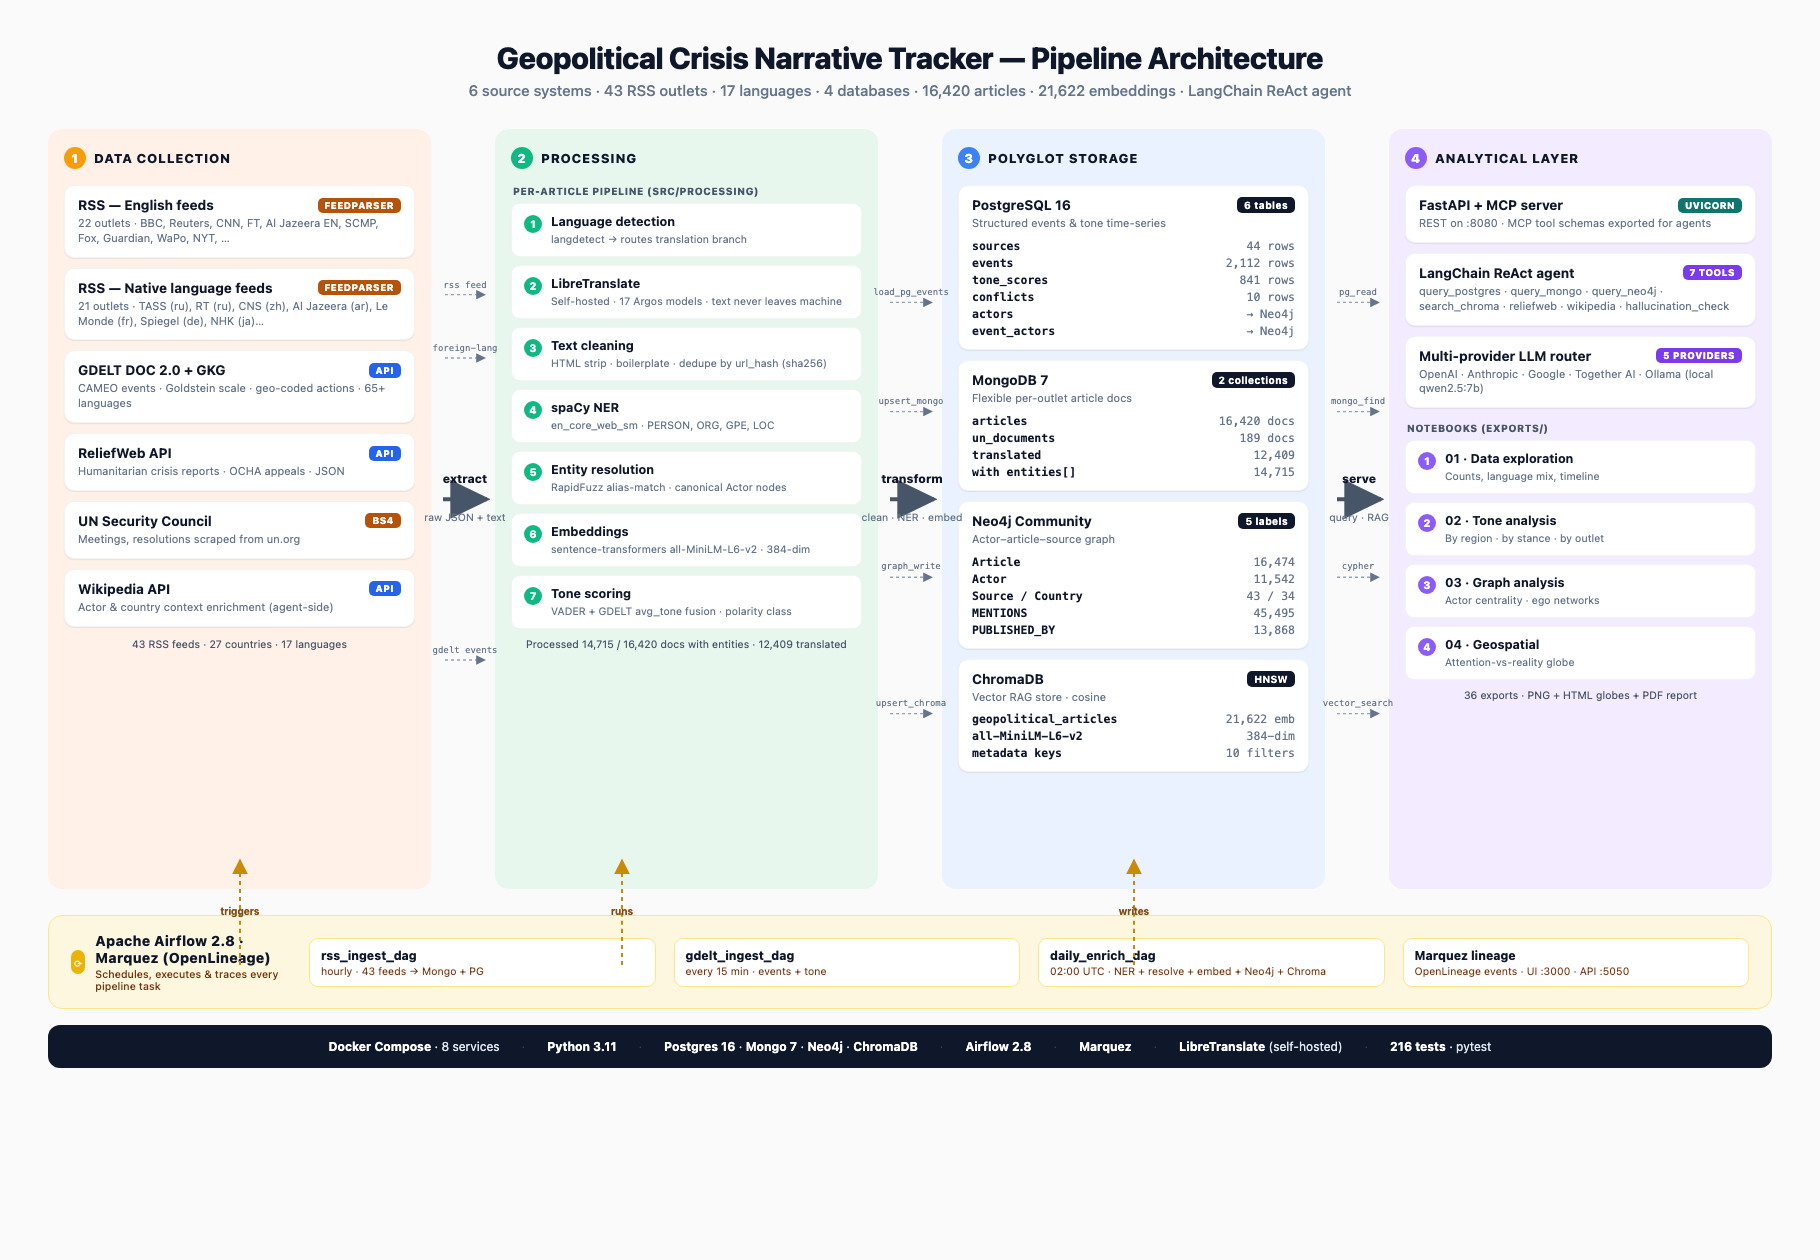 Geopolitical Crisis Narrative Tracker — Pipeline Architecture
6 source systems · 43 RSS outlets · 17 languages · 4 databases · 16,420 articles · 21,622 embeddings · LangChain ReAct agent
1 DATA COLLECTION
RSS — English feeds FEEDPARSER
22 outlets · BBC, Reuters, CNN, FT, Al Jazeera EN, SCMP,
Fox, Guardian, WaPo, NYT, ...
RSS — Native language feeds FEEDPARSER
21 outlets · TASS (ru), RT (ru), CNS (zh), Al Jazeera (ar), Le
Monde (fr), Spiegel (de), NHK (ja)...
GDELT DOC 2.0 + GKG API
CAMEO events · Goldstein scale · geo-coded actions · 65+
languages
ReliefWeb API API
Humanitarian crisis reports · OCHA appeals · JSON
UN Security Council BS4
Meetings, resolutions scraped from un.org
Wikipedia API API
Actor & country context enrichment (agent-side)
43 RSS feeds · 27 countries · 17 languages
rss feed
foreign-lang
extract
raw JSON + text
gdelt events
2 PROCESSING
PER-ARTICLE PIPELINE (SRC/PROCESSING)
1 Language detection
langdetect → routes translation branch
2 LibreTranslate
Self-hosted · 17 Argos models · text never leaves machine
3 Text cleaning
HTML strip · boilerplate · dedupe by url_hash (sha256)
4 spaCy NER
en_core_web_sm · PERSON, ORG, GPE, LOC
5 Entity resolution
RapidFuzz alias-match · canonical Actor nodes
6 Embeddings
sentence-transformers all-MiniLM-L6-v2 · 384-dim
7 Tone scoring
VADER + GDELT avg_tone fusion · polarity class
Processed 14,715 / 16,420 docs with entities · 12,409 translated
load_pg_events
upsert_mongo
transform
clean · NER · embed
graph_write
upsert_chroma
3 POLYGLOT STORAGE
PostgreSQL 16 6 tables
Structured events & tone time-series
sources 44 rows
events 2,112 rows
tone_scores 841 rows
conflicts 10 rows
actors → Neo4j
event_actors → Neo4j
MongoDB 7 2 collections
Flexible per-outlet article docs
articles 16,420 docs
un_documents 189 docs
translated 12,409
with entities[] 14,715
Neo4j Community 5 labels
Actor–article–source graph
Article 16,474
Actor 11,542
Source / Country 43 / 34
MENTIONS 45,495
PUBLISHED_BY 13,868
ChromaDB HNSW
Vector RAG store · cosine
geopolitical_articles 21,622 emb
all-MiniLM-L6-v2 384-dim
metadata keys 10 filters
pg_read
mongo_find
serve
query · RAG
cypher
vector_search
4 ANALYTICAL LAYER
FastAPI + MCP server UVICORN
REST on :8080 · MCP tool schemas exported for agents
LangChain ReAct agent 7 TOOLS
query_postgres · query_mongo · query_neo4j ·
search_chroma · reliefweb · wikipedia · hallucination_check
Multi-provider LLM router 5 PROVIDERS
OpenAI · Anthropic · Google · Together AI · Ollama (local
qwen2.5:7b)
NOTEBOOKS (EXPORTS/)
1 01 · Data exploration
Counts, language mix, timeline
2 02 · Tone analysis
By region · by stance · by outlet
3 03 · Graph analysis
Actor centrality · ego networks
4 04 · Geospatial
Attention-vs-reality globe
36 exports · PNG + HTML globes + PDF report
triggers
runs
writes
Apache Airflow 2.8 ·
Marquez (OpenLineage)
Schedules, executes & traces every
pipeline task
rss_ingest_dag
hourly · 43 feeds → Mongo + PG
gdelt_ingest_dag
every 15 min · events + tone
daily_enrich_dag
02:00 UTC · NER + resolve + embed + Neo4j + Chroma
Marquez lineage
OpenLineage events · UI :3000 · API :5050
Docker Compose · 8 services · Python 3.11 · Postgres 16 · Mongo 7 · Neo4j · ChromaDB · Airflow 2.8 · Marquez · LibreTranslate (self-hosted) · 216 tests · pytest